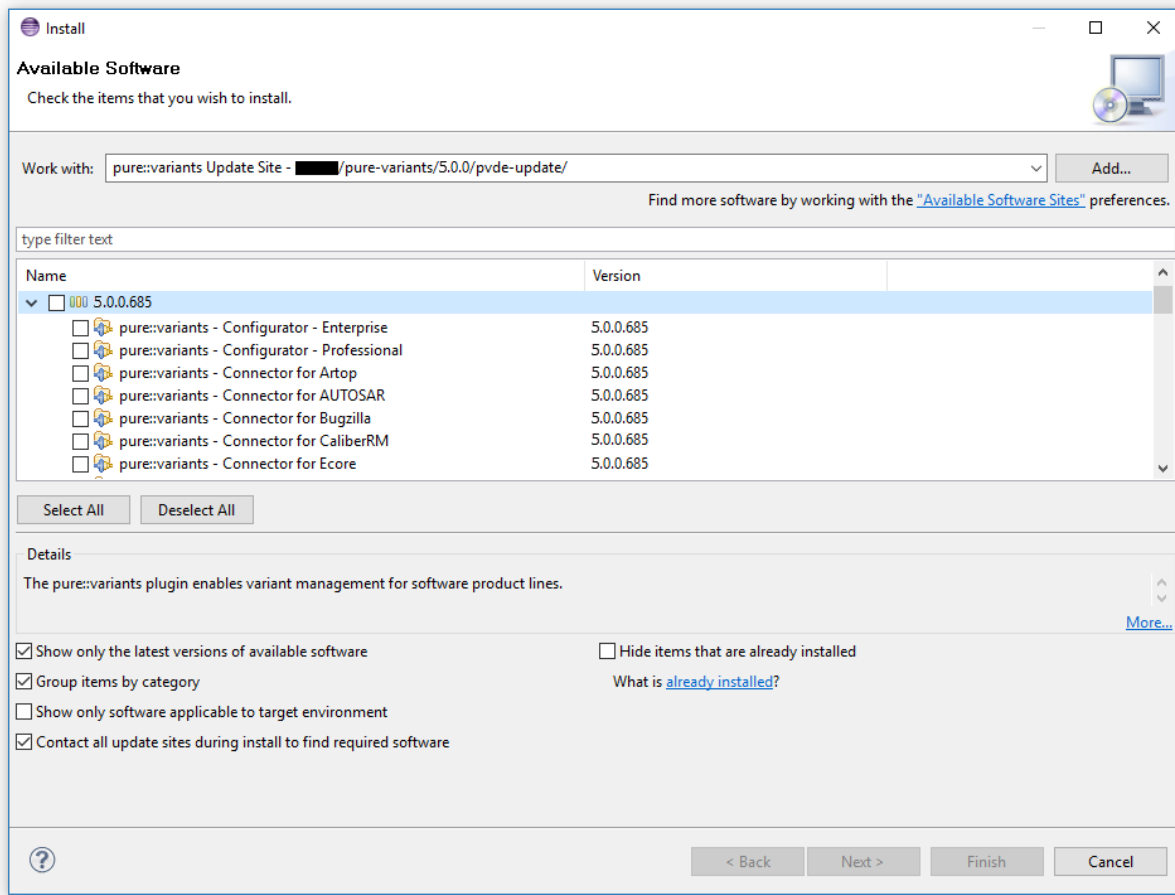 Install
Available Software
Check the items that you wish to install.
Work with: pure::variants Update Site - /pure-variants/5.0.0/pvde-update/ Add...
Find more software by working with the "Available Software Sites" preferences.
type filter text
Name Version
5.0.0.685
pure::variants - Configurator - Enterprise 5.0.0.685
pure::variants - Configurator - Professional 5.0.0.685
pure::variants - Connector for Artop 5.0.0.685
pure::variants - Connector for AUTOSAR 5.0.0.685
pure::variants - Connector for Bugzilla 5.0.0.685
pure::variants - Connector for CaliberRM 5.0.0.685
pure::variants - Connector for Ecore 5.0.0.685
Select All Deselect All
Details
The pure::variants plugin enables variant management for software product lines.
More...
Show only the latest versions of available software Hide items that are already installed
Group items by category What is already installed?
Show only software applicable to target environment
Contact all update sites during install to find required software
? < Back Next > Finish Cancel